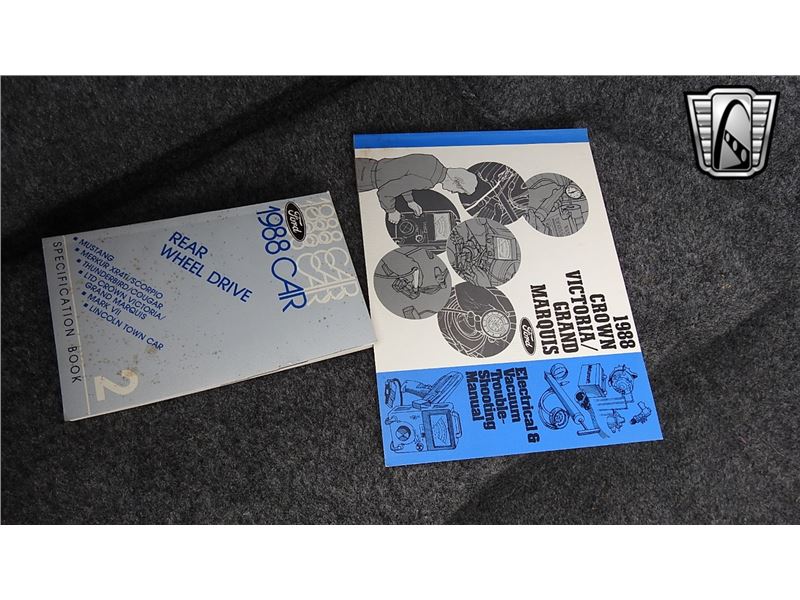 Ford
1988 CAR
REAR
WHEEL DRIVE
MUSTANG
MERKUR XR4Ti/SCORPIO
THUNDERBIRD/COUGAR
LTD CROWN VICTORIA/
GRAND MARQUIS
MARK VII
LINCOLN TOWN CAR
SPECIFICATION BOOK
2
1988
CROWN
VICTORIA/
GRAND
MARQUIS
Ford
Electrical &
Vacuum
Trouble-
Shooting
Manual